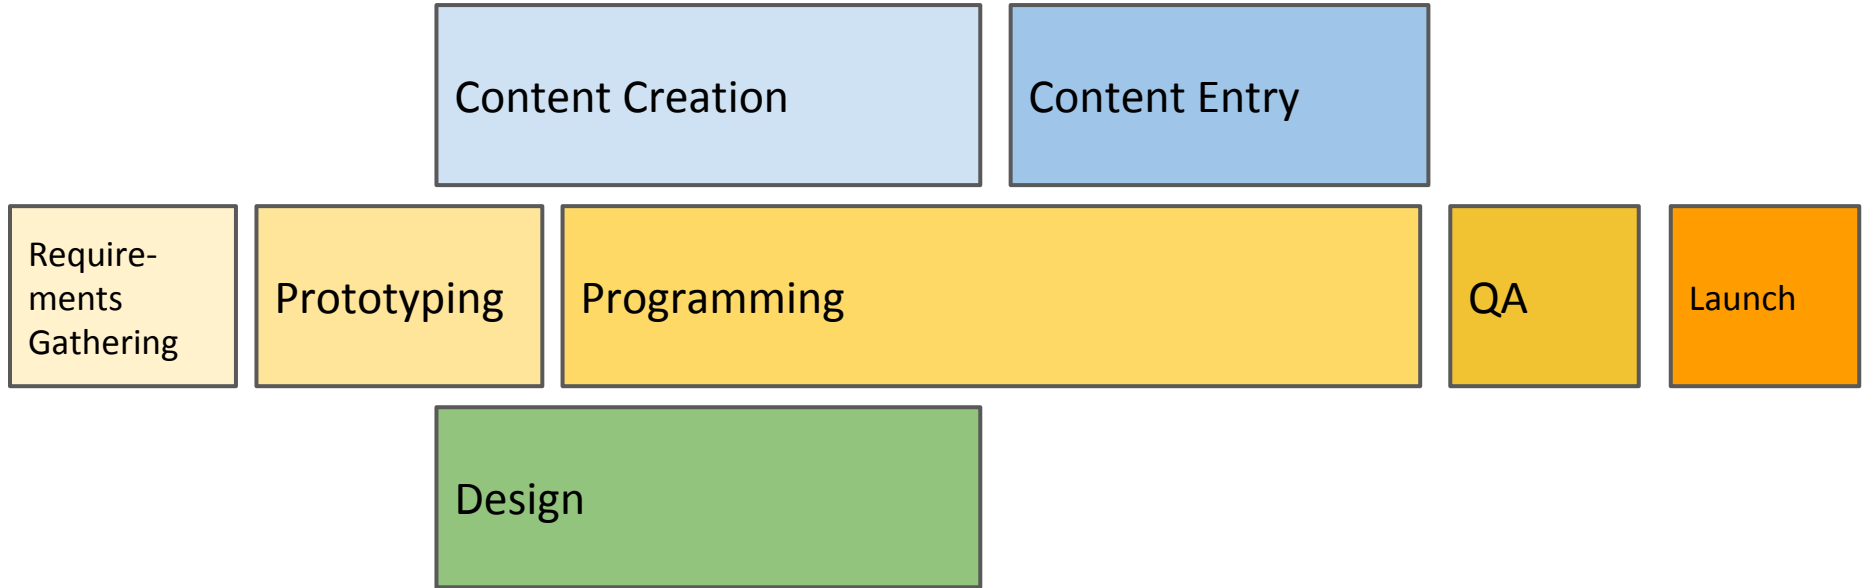 Content Creation
Content Entry
Require-
ments
Gathering
Prototyping
Programming
QA
Launch
Design